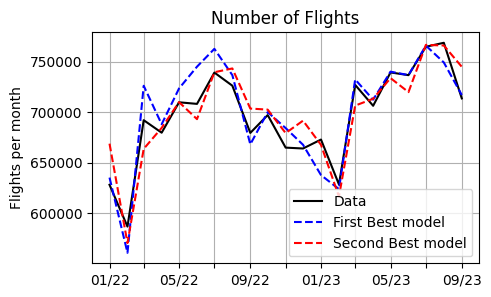 Number of Flights
Flights per month
750000
700000
650000
600000
01/22
05/22
09/22
01/23
05/23
09/23
Data
First Best model
Second Best model